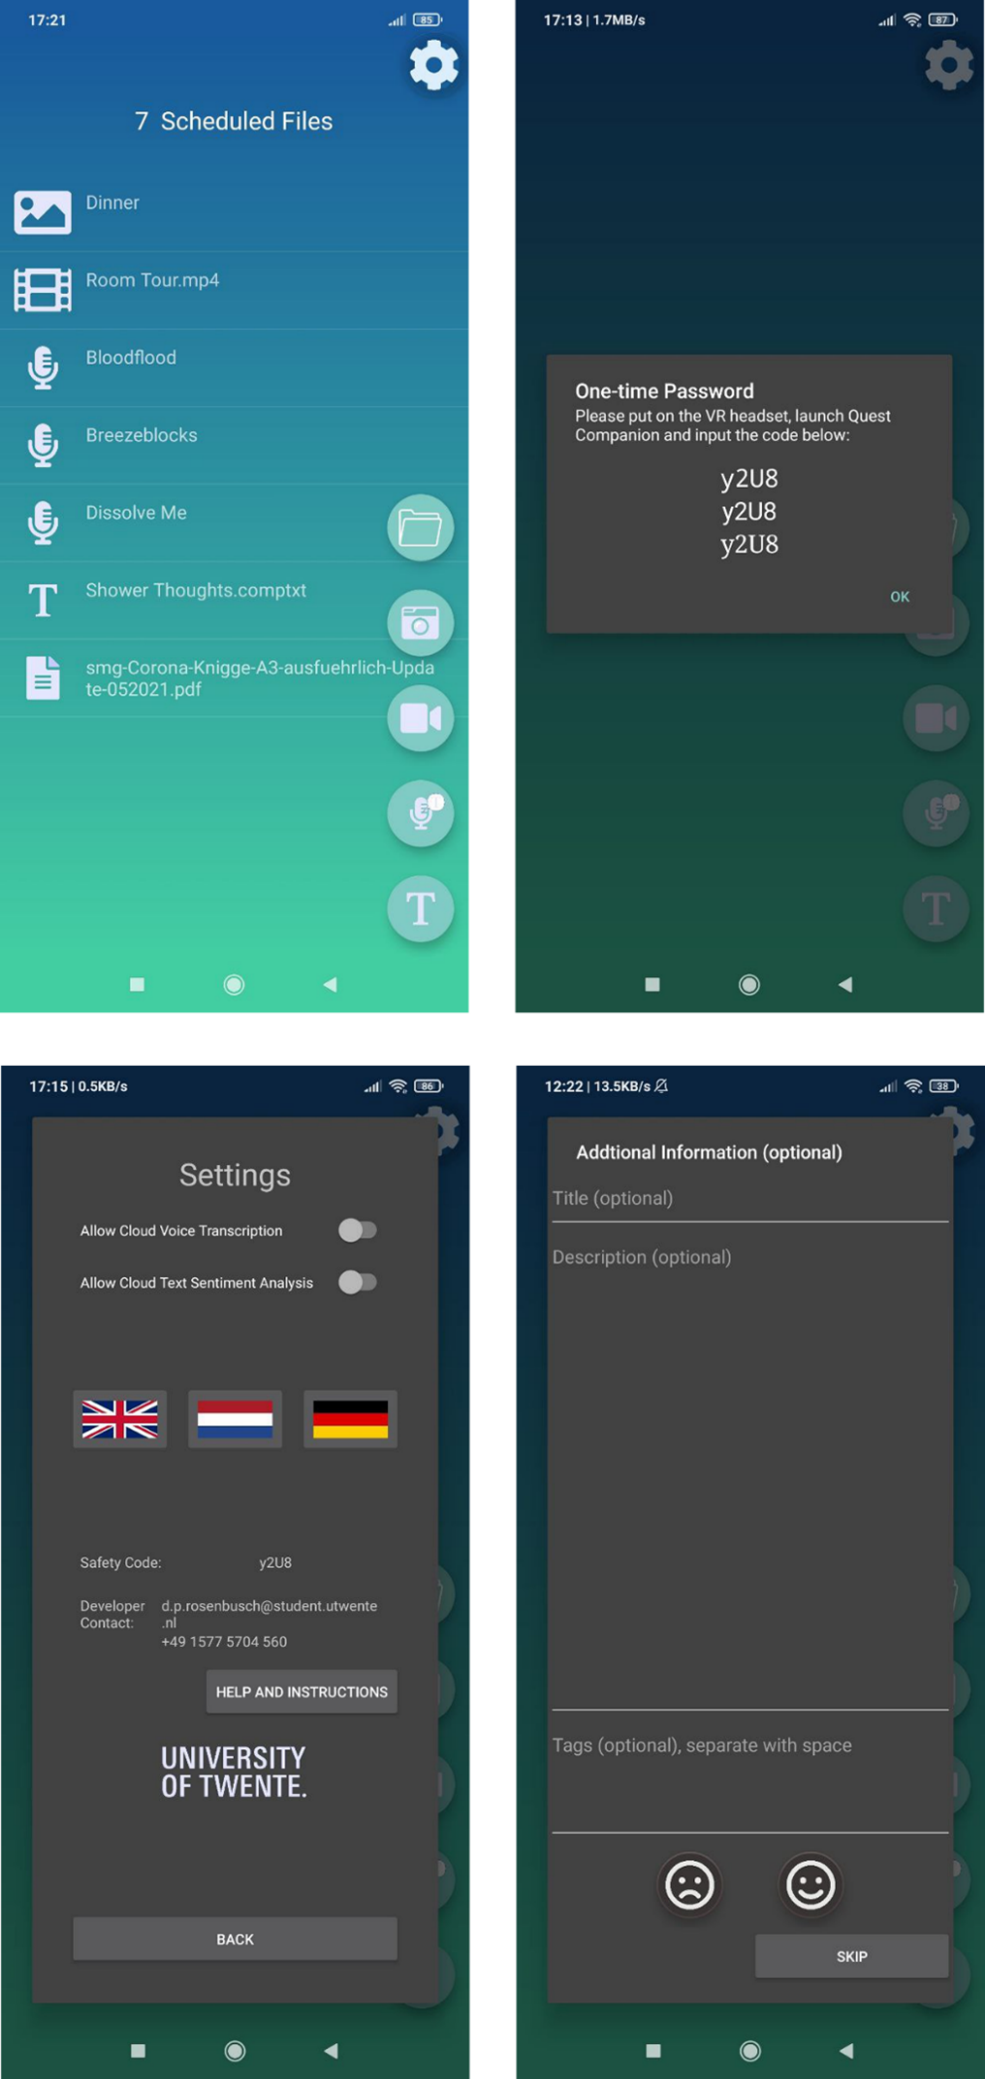 17:21
85
7 Scheduled Files
Dinner
Room Tour.mp4
Bloodflood
Breezeblocks
Dissolve Me
T Shower Thoughts.comptxt
smg-Corona-Knigge-A3-ausfuehrlich-Upda
te-052021.pdf
T
17:13 | 1.7MB/s
87
One-time Password
Please put on the VR headset, launch Quest
Companion and input the code below:
y2U8
y2U8
y2U8
OK
T
17:15 | 0.5KB/s
86
Settings
Allow Cloud Voice Transcription
Allow Cloud Text Sentiment Analysis
Safety Code: y2U8
Developer d.p.rosenbusch@student.utwente
Contact: .nl
+49 1577 5704 560
HELP AND INSTRUCTIONS
UNIVERSITY
OF TWENTE.
BACK
12:22 | 13.5KB/s
38
Addtional Information (optional)
Title (optional)
Description (optional)
Tags (optional), separate with space
SKIP